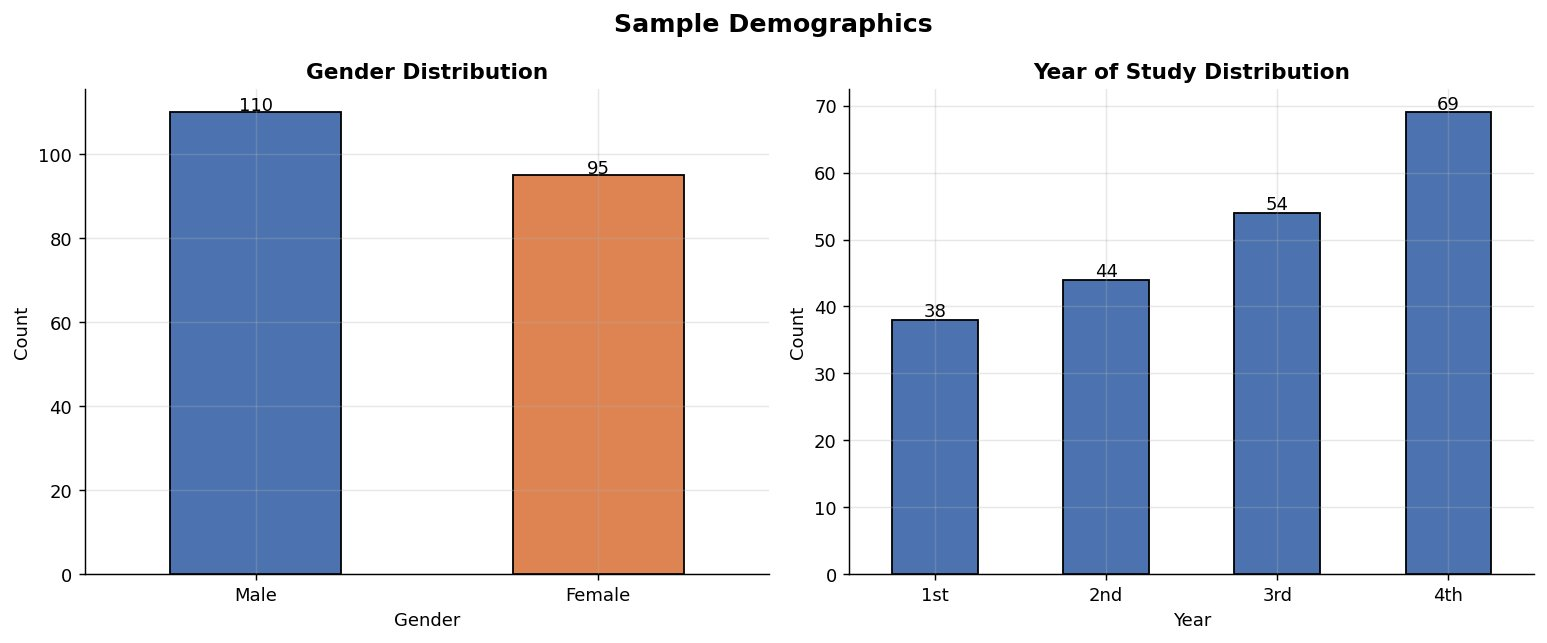 Sample Demographics
Gender Distribution
110
95
100
80
60
40
20
0
Count
Male Female
Gender
Year of Study Distribution
69
54
44
38
70
60
50
40
30
20
10
0
Count
1st 2nd 3rd 4th
Year